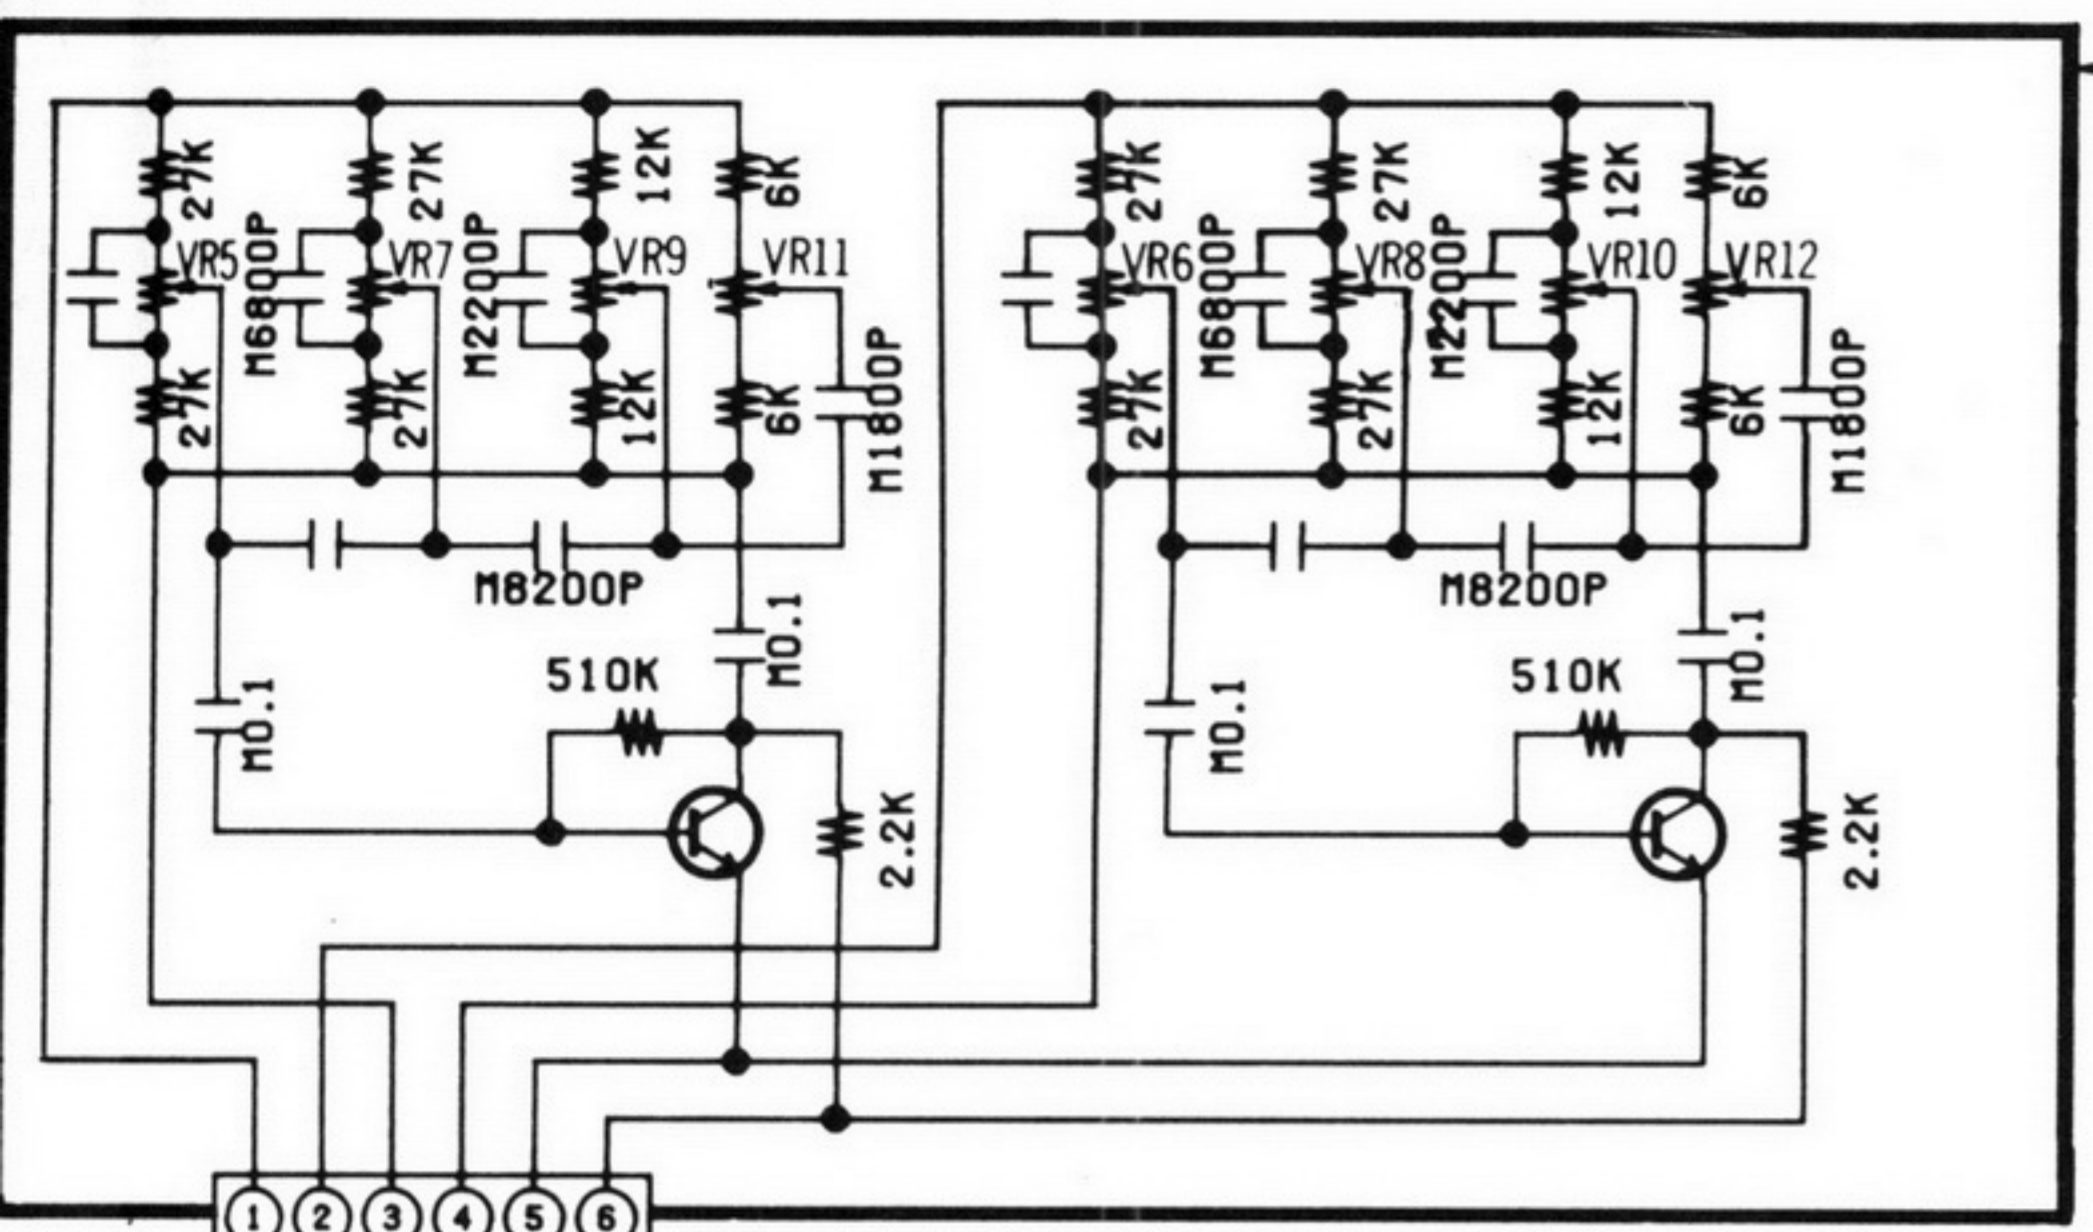 27K
27K
12K
6K
27K
27K
12K
6K
VR5
M6800P
VR7
M2200P
VR9
VR11
VR6
M6800P
VR8
M2200P
VR10
VR12
27K
27K
12K
6K
M1800P
27K
27K
12K
6K
M1800P
M8200P
M8200P
M0.1
M0.1
M0.1
M0.1
510K
510K
2.2K
2.2K
1 2 3 4 5 6